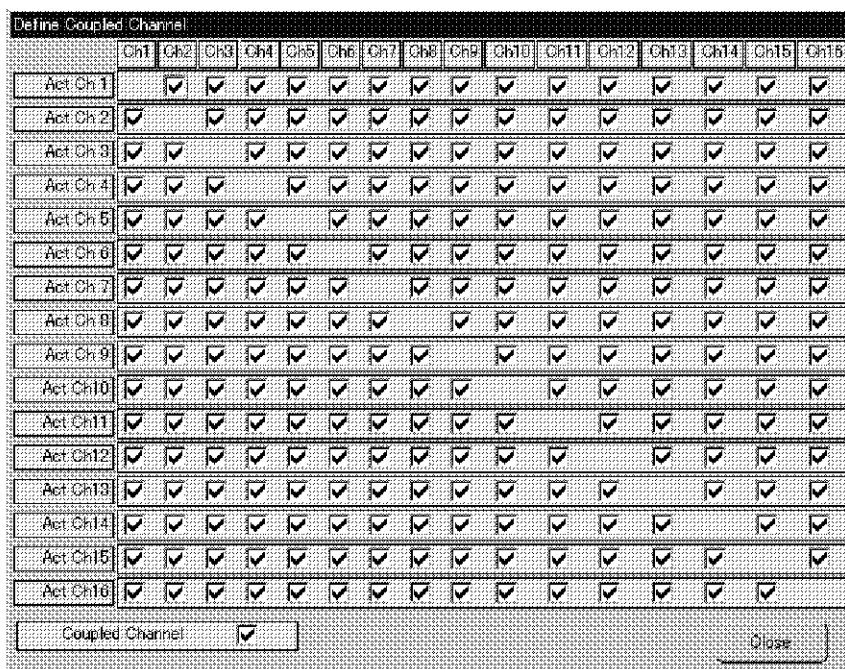 Define Coupled Channel
Ch1 Ch2 Ch3 Ch4 Ch5 Ch6 Ch7 Ch8 Ch9 Ch10 Ch11 Ch12 Ch13 Ch14 Ch15 Ch16
Act Ch 1
Act Ch 2
Act Ch 3
Act Ch 4
Act Ch 5
Act Ch 6
Act Ch 7
Act Ch 8
Act Ch 9
Act Ch10
Act Ch11
Act Ch12
Act Ch13
Act Ch14
Act Ch15
Act Ch16
Coupled Channel
Close